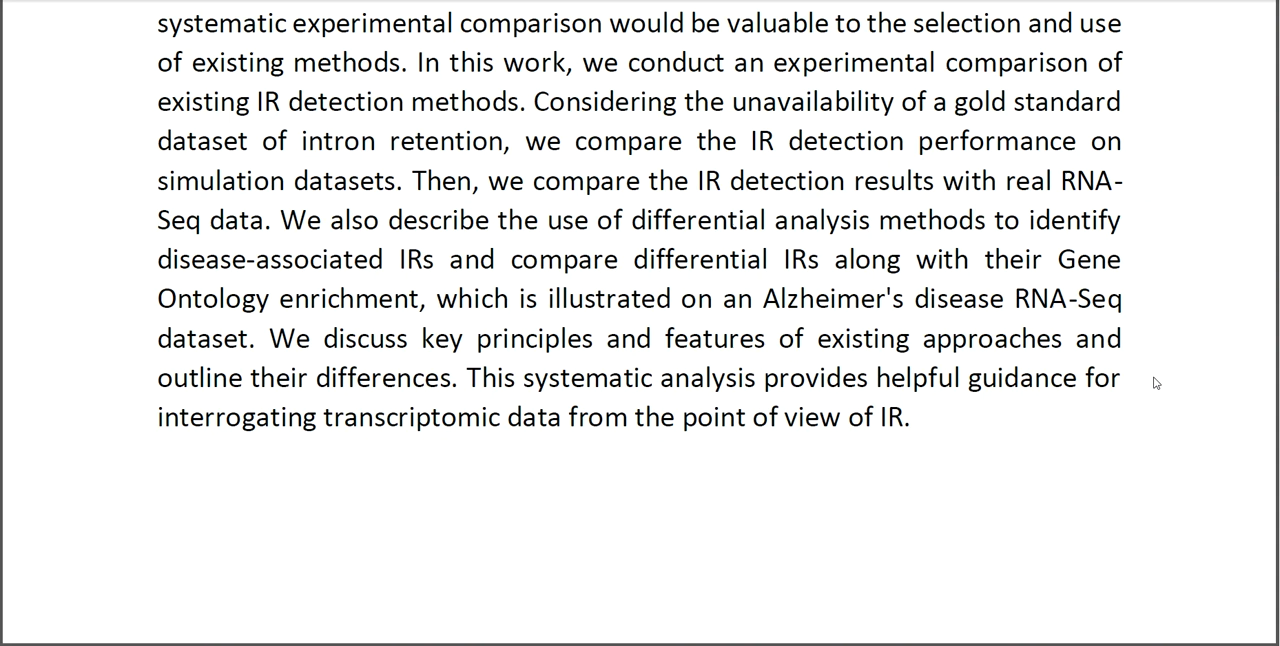 systematic experimental comparison would be valuable to the selection and use
of existing methods. In this work, we conduct an experimental comparison of
existing IR detection methods. Considering the unavailability of a gold standard
dataset of intron retention, we compare the IR detection performance on
simulation datasets. Then, we compare the IR detection results with real RNA-
Seq data. We also describe the use of differential analysis methods to identify
disease-associated IRs and compare differential IRs along with their Gene
Ontology enrichment, which is illustrated on an Alzheimer's disease RNA-Seq
dataset. We discuss key principles and features of existing approaches and
outline their differences. This systematic analysis provides helpful guidance for
interrogating transcriptomic data from the point of view of IR.